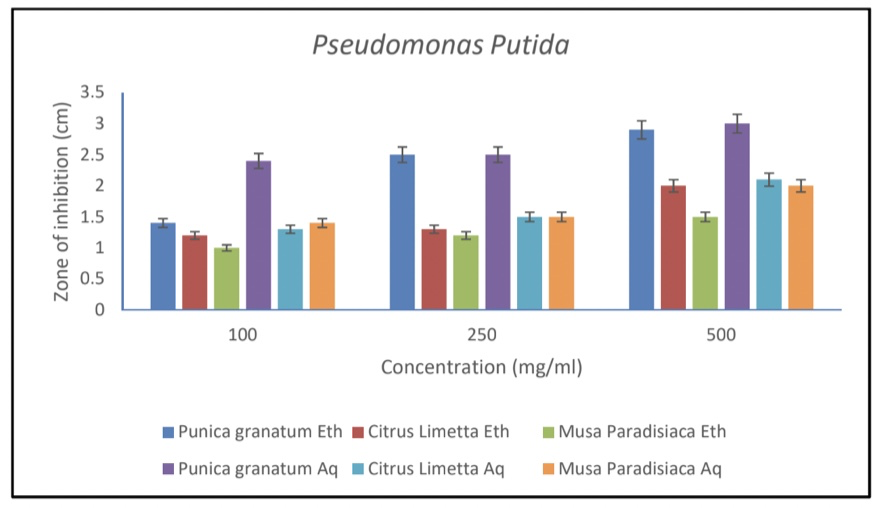 Pseudomonas Putida
Zone of inhibition (cm)
3.5
3
2.5
2
1.5
1
0.5
0
100 250 500
Concentration (mg/ml)
Punica granatum Eth Citrus Limetta Eth Musa Paradisiaca Eth
Punica granatum Aq Citrus Limetta Aq Musa Paradisiaca Aq